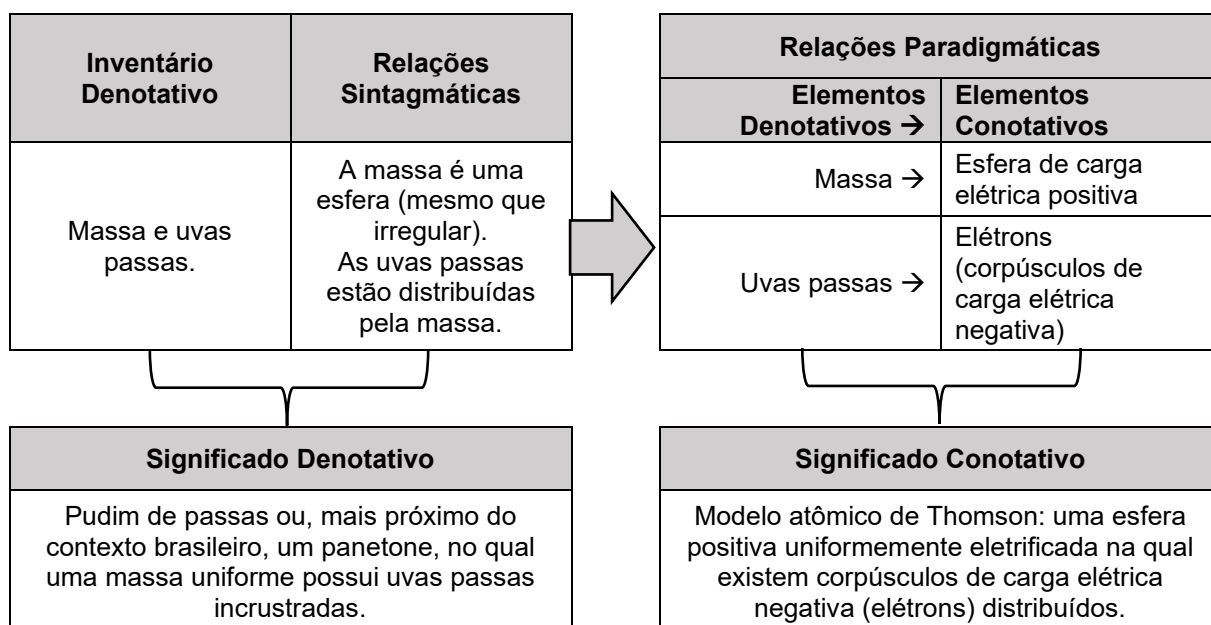 Inventário
Denotativo
Relações
Sintagmáticas
Massa e uvas
passas.
A massa é uma
esfera (mesmo que
irregular).
As uvas passas
estão distribuídas
pela massa.
Relações Paradigmáticas
Elementos
Denotativos →
Elementos
Conotativos
Massa →
Esfera de carga
elétrica positiva
Uvas passas →
Elétrons
(corpúsculos de
carga elétrica
negativa)
Significado Denotativo
Pudim de passas ou, mais próximo do
contexto brasileiro, um panetone, no qual
uma massa uniforme possui uvas passas
incrustradas.
Significado Conotativo
Modelo atômico de Thomson: uma esfera
positiva uniformemente eletrificada na qual
existem corpúsculos de carga elétrica
negativa (elétrons) distribuídos.